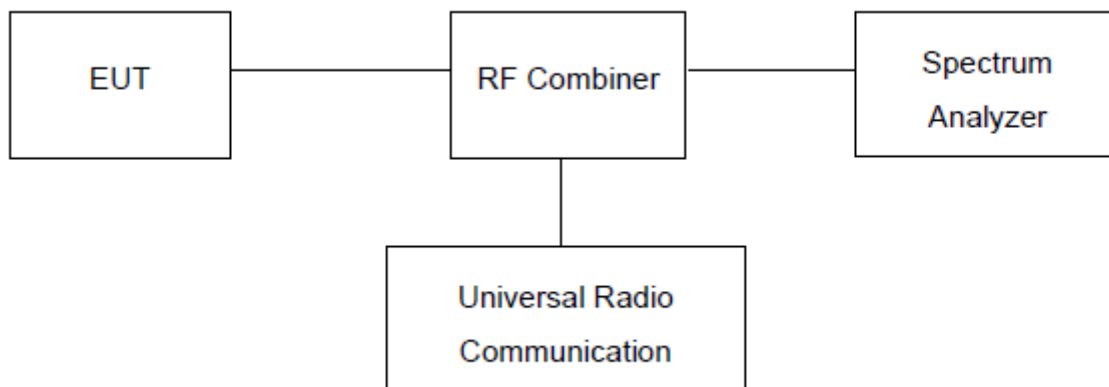 EUT
RF Combiner
Spectrum
Analyzer
Universal Radio
Communication